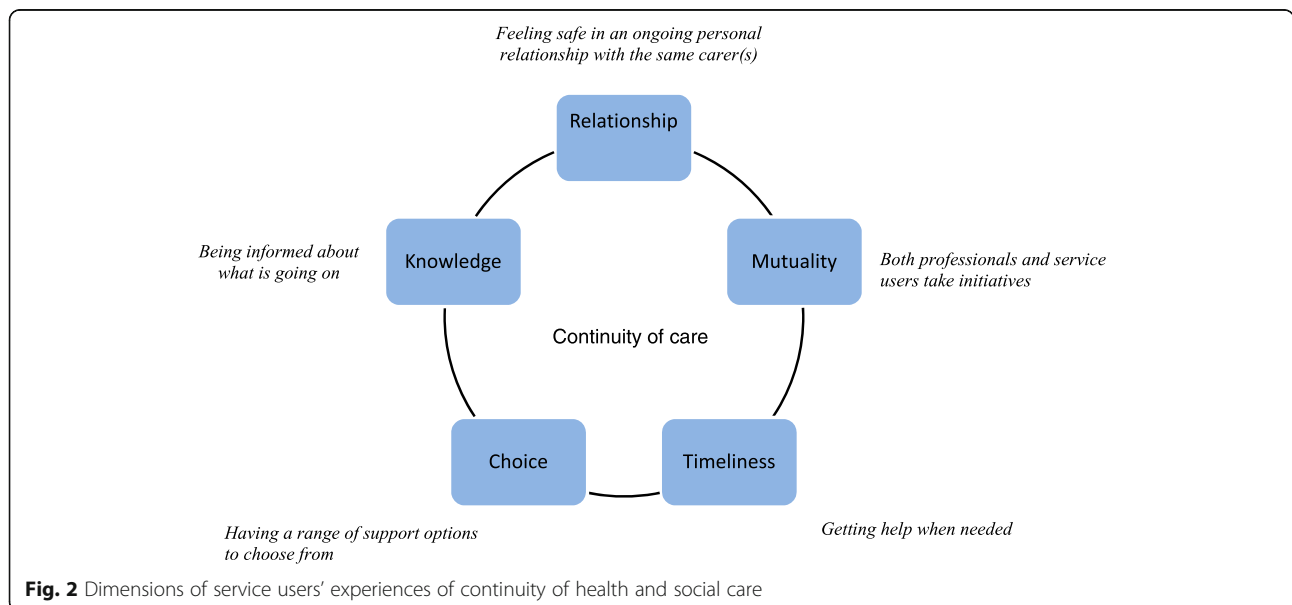 Feeling safe in an ongoing personal
relationship with the same carer(s)
Relationship
Being informed about
what is going on
Knowledge
Mutuality
Both professionals and service
users take initiatives
Continuity of care
Choice
Timeliness
Having a range of support options
to choose from
Getting help when needed
Fig. 2 Dimensions of service users’ experiences of continuity of health and social care